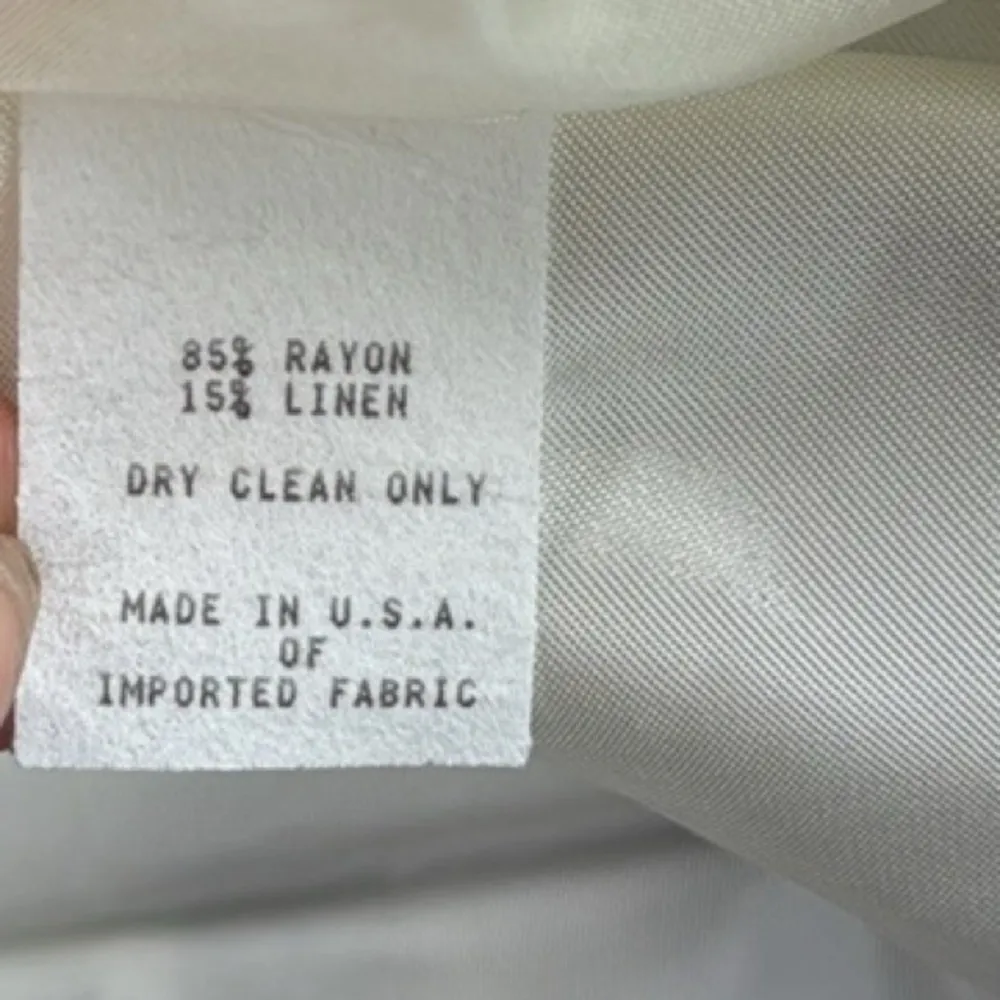 85% RAYON
15% LINEN
DRY CLEAN ONLY
MADE IN U.S.A.
OF
IMPORTED FABRIC